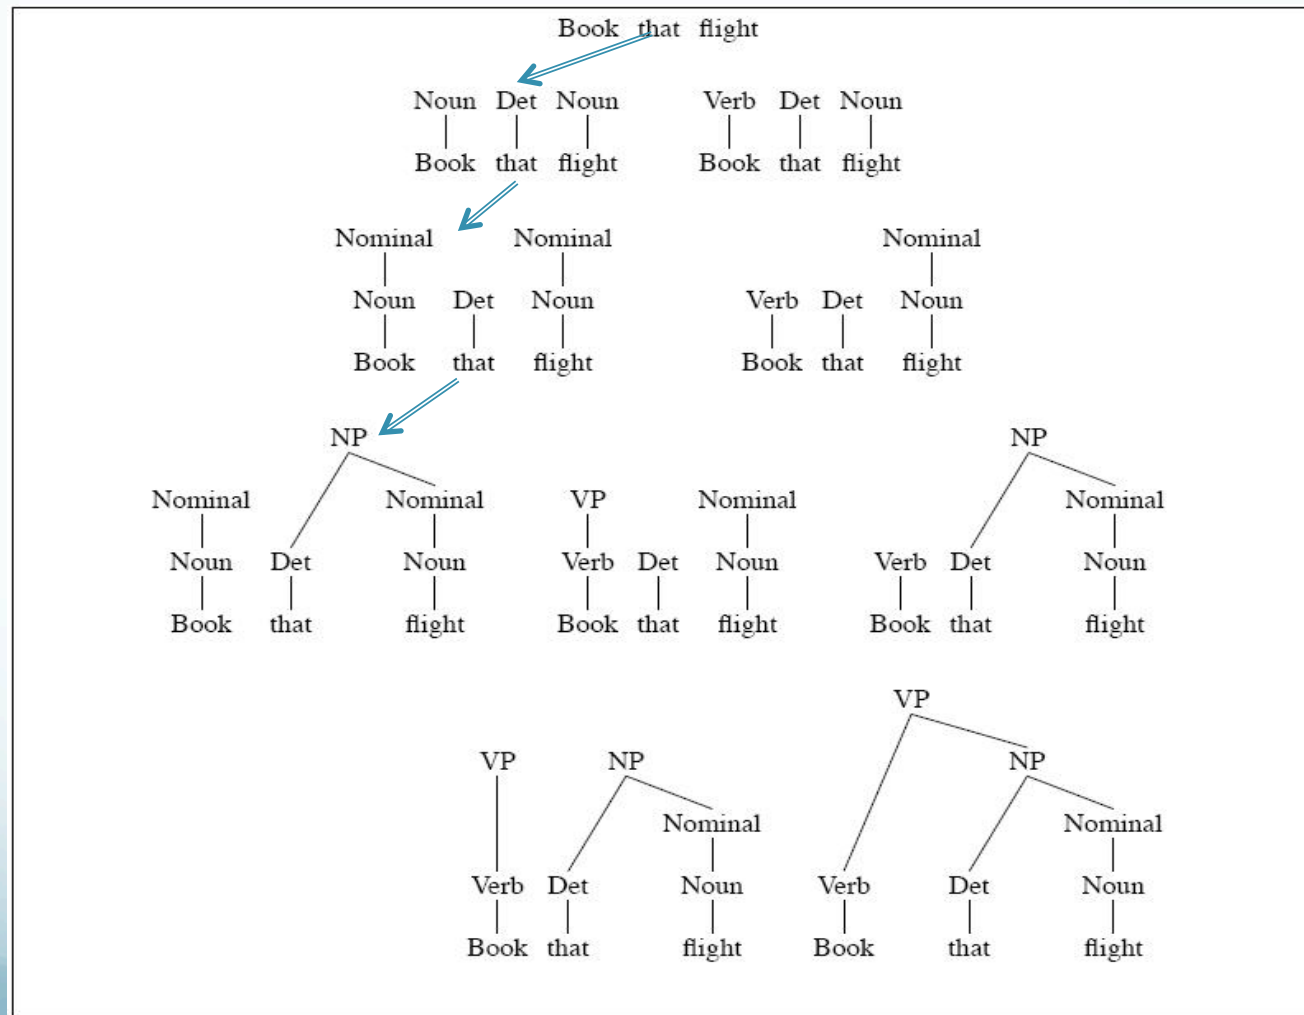 Book that flight
Noun Det Noun Verb Det Noun
Book that flight Book that flight
Nominal Nominal Nominal
Noun Det Noun Verb Det Noun
Book that flight Book that flight
NP NP
Nominal Nominal VP Nominal Nominal
Noun Det Noun Verb Det Noun Verb Det Noun
Book that flight Book that flight Book that flight
VP
VP NP NP
Nominal Nominal
Verb Det Noun Verb Det Noun
Book that flight Book that flight